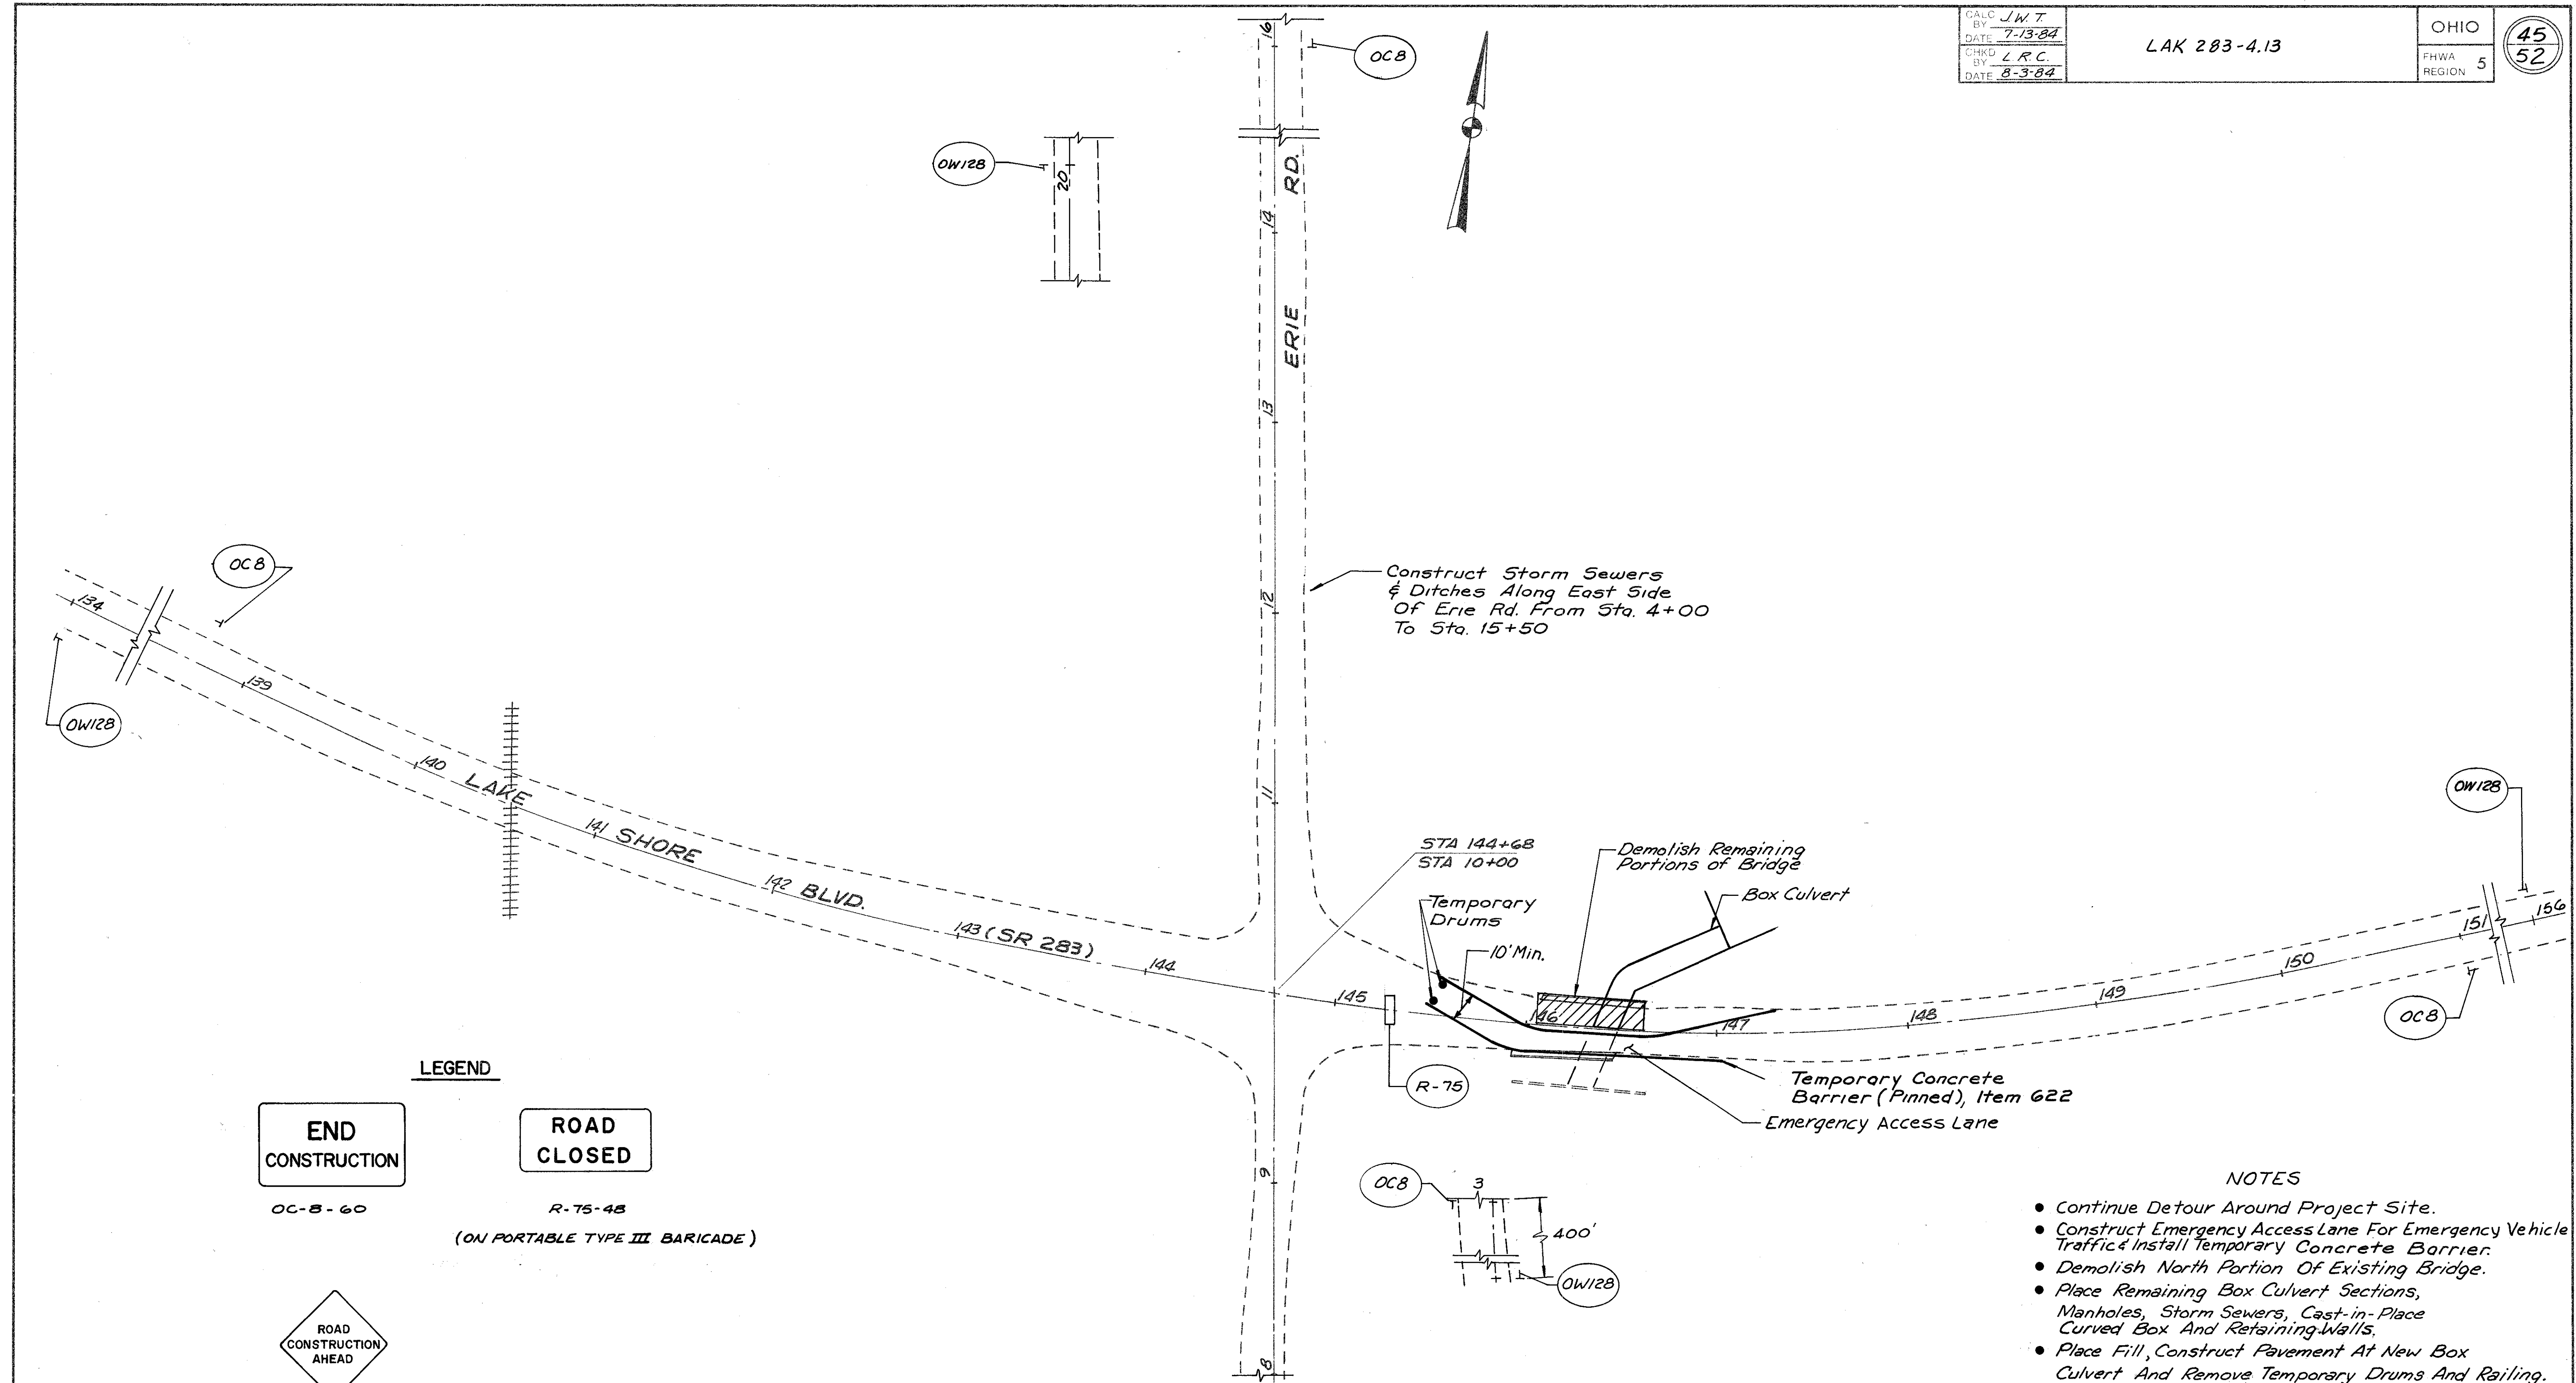 CALC BY J.W.T.
DATE 7-13-84
CHKD BY L.R.C.
DATE 8-3-84
LAK 283-4.13
OHIO
FHWA REGION 5
45
52
16
OC8
OW128
20
RD.
14
ERIE
13
Construct Storm Sewers
& Ditches Along East Side
Of Erie Rd. From Sta. 4+00
To Sta. 15+50
12
OC8
134
139
OW128
140
LAKE
141
SHORE
142
BLVD.
143
(SR 283)
144
11
STA 144+68
STA 10+00
Demolish Remaining
Portions of Bridge
Box Culvert
Temporary
Drums
10' Min.
145
146
147
148
149
150
151
156
OW128
OC8
R-75
Temporary Concrete
Barrier (Pinned), Item 622
Emergency Access Lane
9
8
OC8
3
400'
OW128
LEGEND
END
CONSTRUCTION
OC-8-60
ROAD
CLOSED
R-75-48
(ON PORTABLE TYPE III BARICADE)
ROAD
CONSTRUCTION
AHEAD
NOTES
● Continue Detour Around Project Site.
● Construct Emergency Access Lane For Emergency Vehicle
Traffic & Install Temporary Concrete Barrier.
● Demolish North Portion Of Existing Bridge.
● Place Remaining Box Culvert Sections,
Manholes, Storm Sewers, Cast-in-Place
Curved Box And Retaining Walls.
● Place Fill, Construct Pavement At New Box
Culvert And Remove Temporary Drums And Railing.